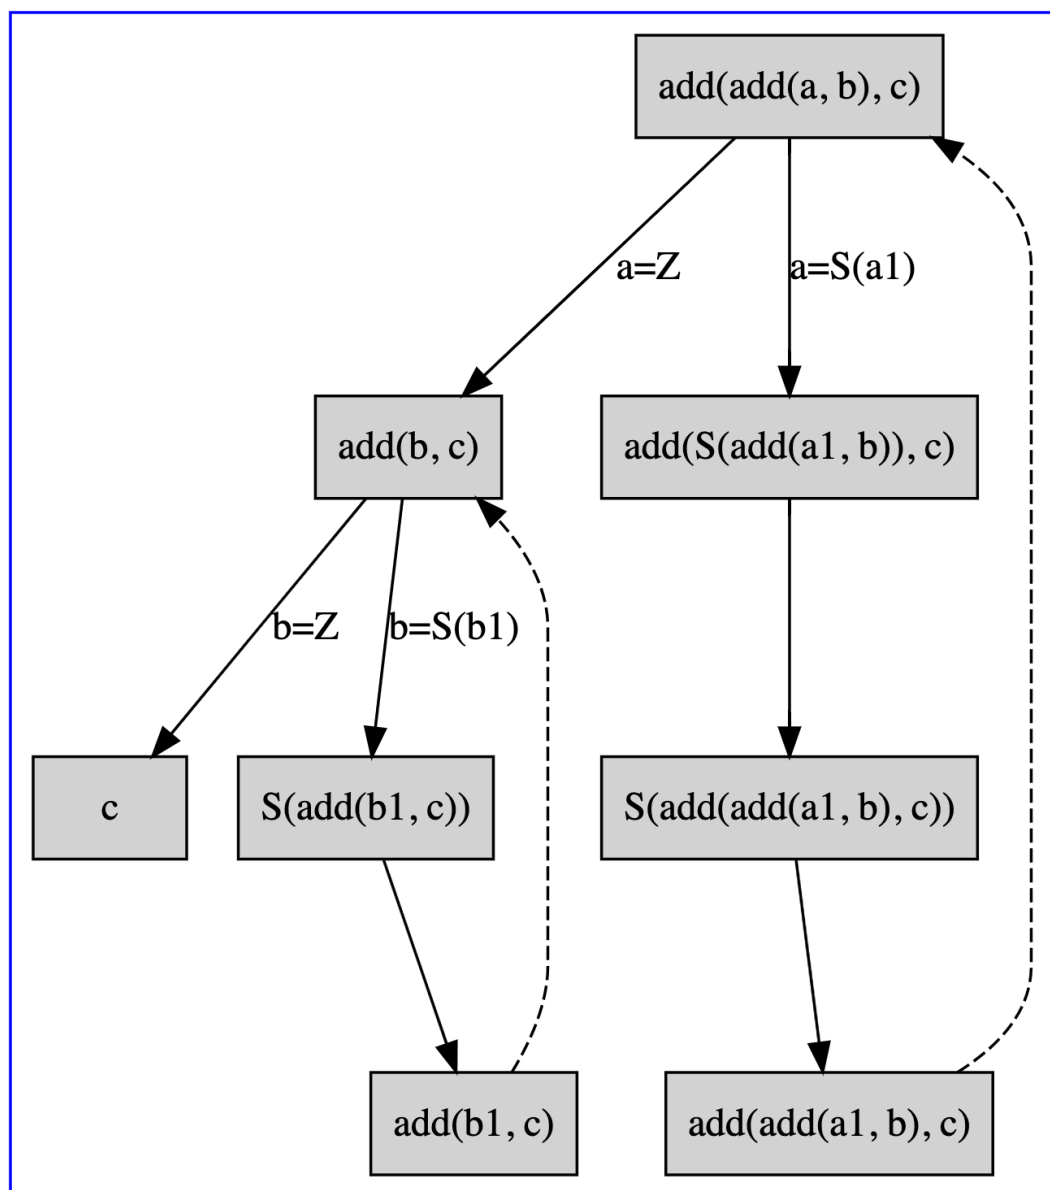 add(add(a, b), c)
a=Z
a=S(a1)
add(b, c)
add(S(add(a1, b)), c)
b=Z
b=S(b1)
c
S(add(b1, c))
S(add(add(a1, b), c))
add(b1, c)
add(add(a1, b), c)